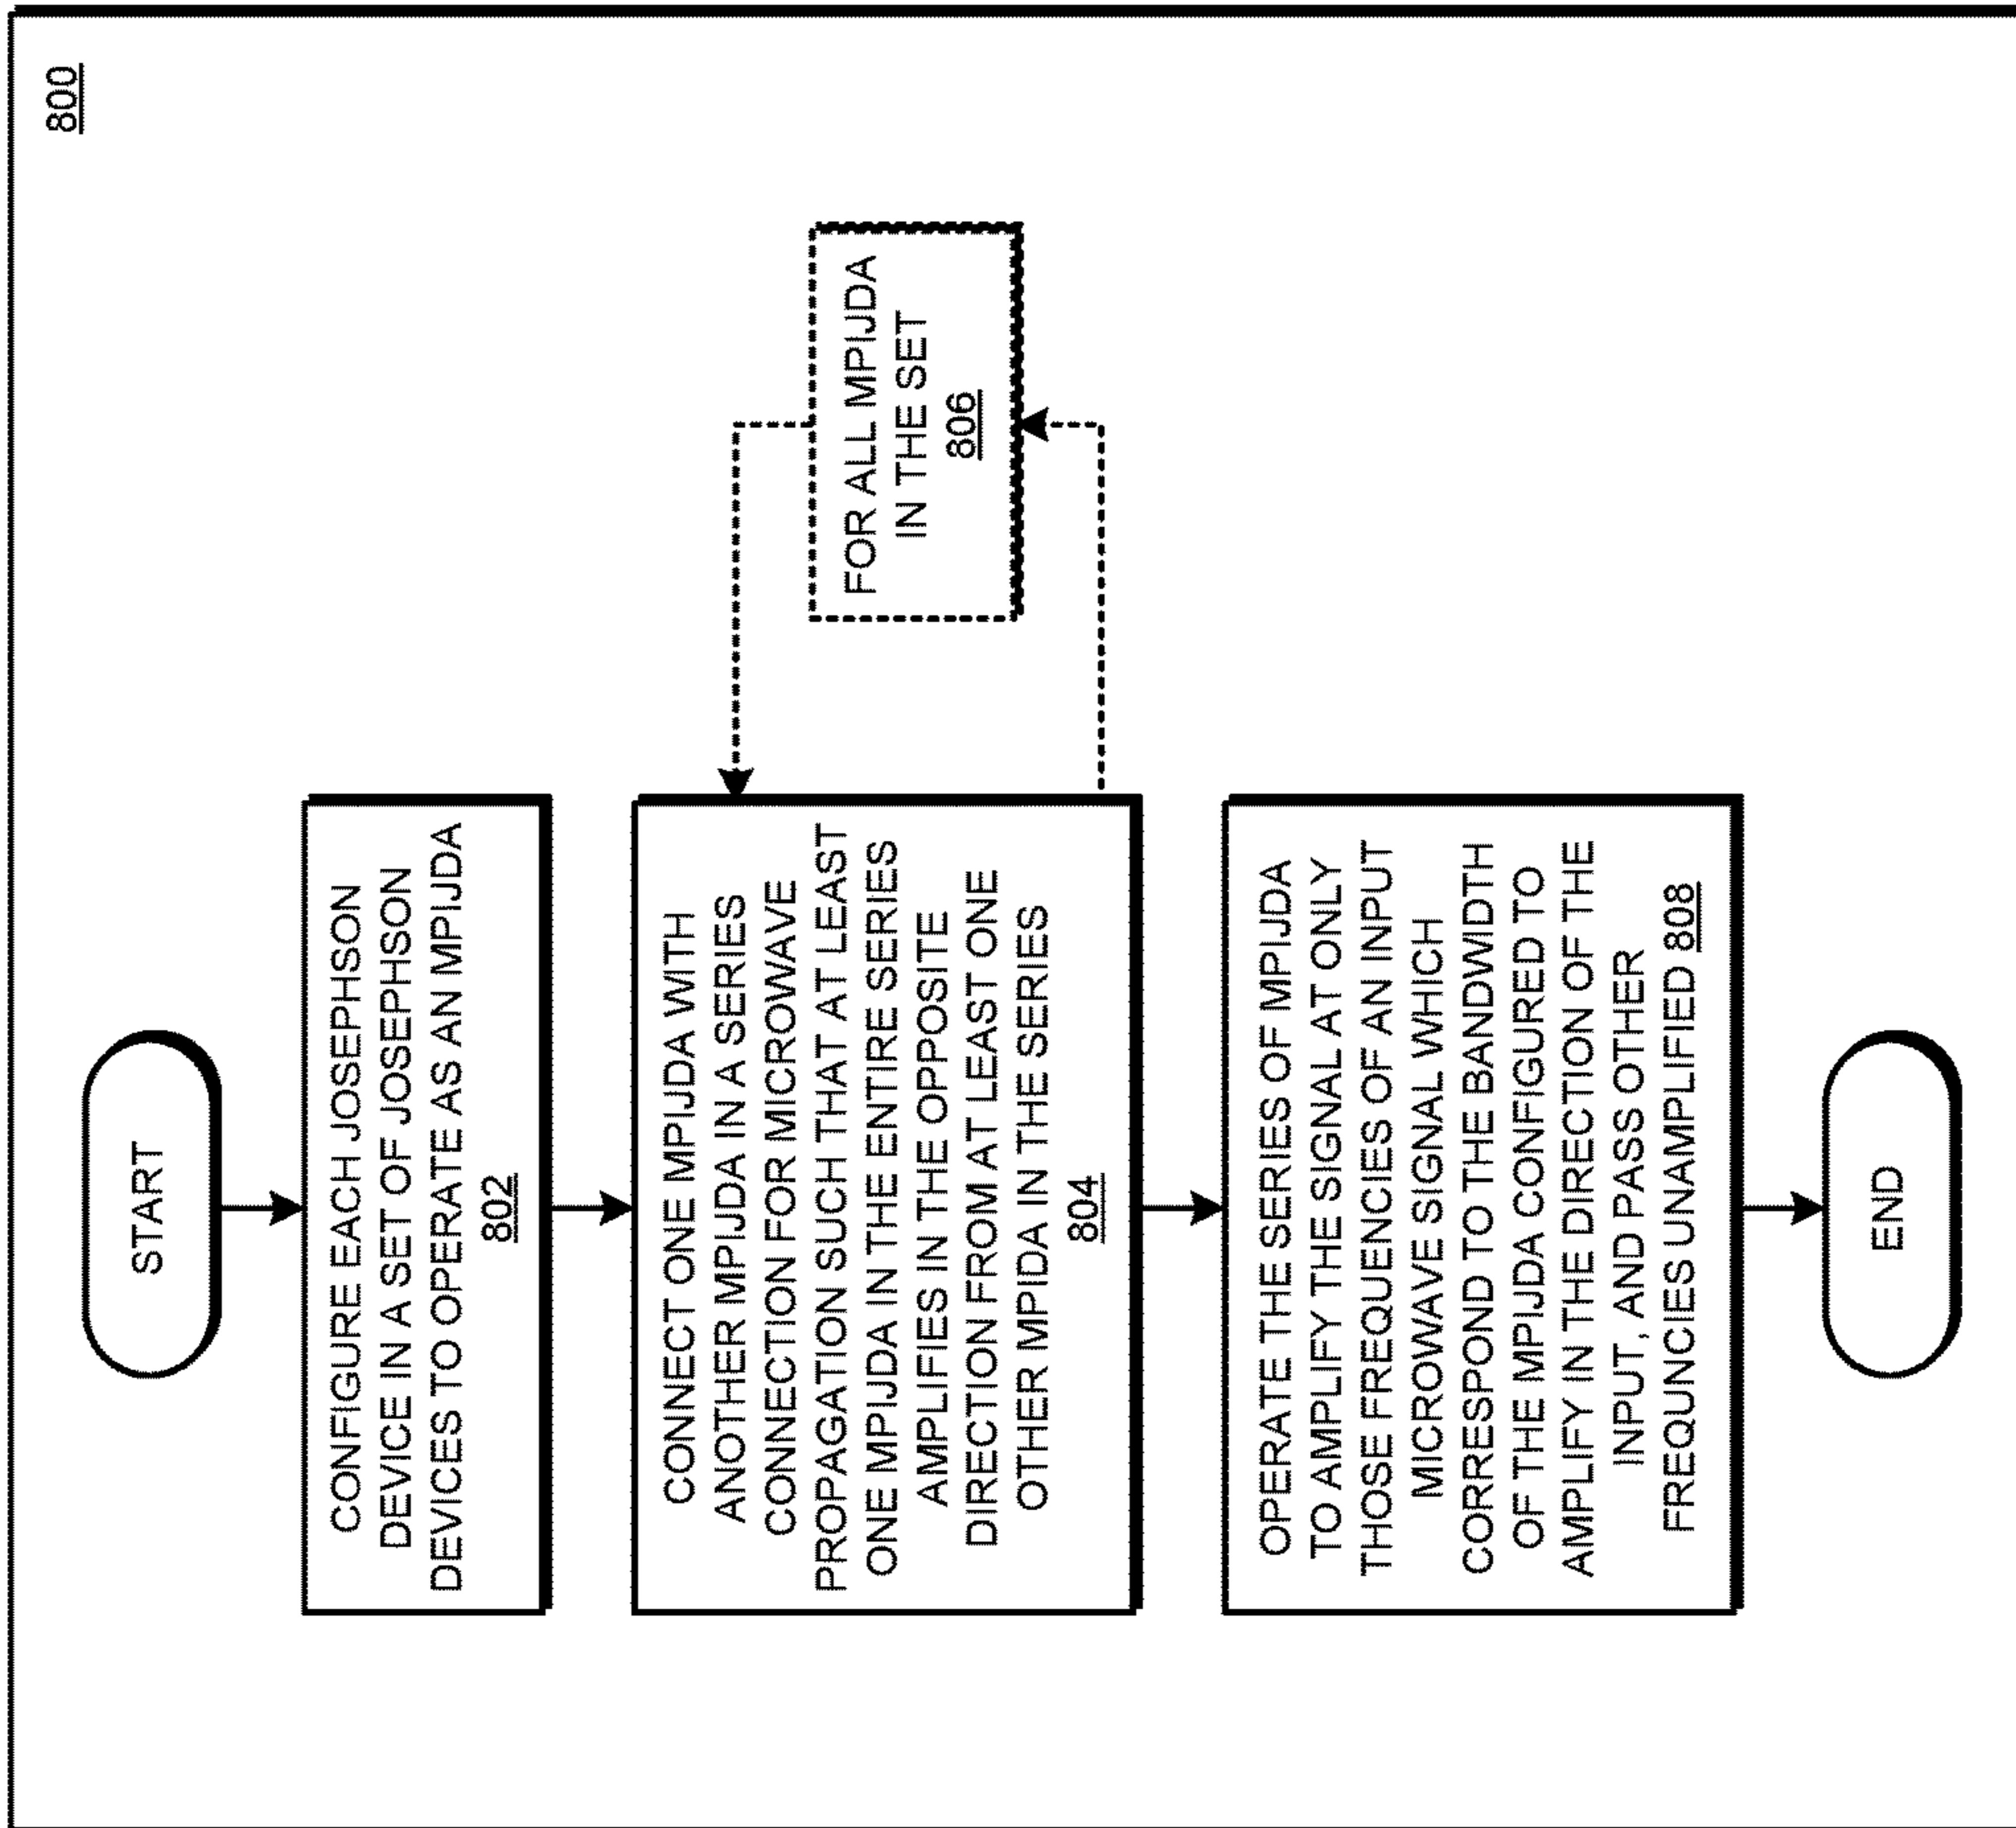 800
START
CONFIGURE EACH JOSEPHSON
DEVICE IN A SET OF JOSEPHSON
DEVICES TO OPERATE AS AN MPIJDA
802
CONNECT ONE MPIJDA WITH
ANOTHER MPIJDA IN A SERIES
CONNECTION FOR MICROWAVE
PROPAGATION SUCH THAT AT LEAST
ONE MPIJDA IN THE ENTIRE SERIES
AMPLIFIES IN THE OPPOSITE
DIRECTION FROM AT LEAST ONE
OTHER MPIDA IN THE SERIES
804
FOR ALL MPIJDA
IN THE SET
806
OPERATE THE SERIES OF MPIJDA
TO AMPLIFY THE SIGNAL AT ONLY
THOSE FREQUENCIES OF AN INPUT
MICROWAVE SIGNAL WHICH
CORRESPOND TO THE BANDWIDTH
OF THE MPIJDA CONFIGURED TO
AMPLIFY IN THE DIRECTION OF THE
INPUT, AND PASS OTHER
FREQUNCIES UNAMPLIFIED 808
END